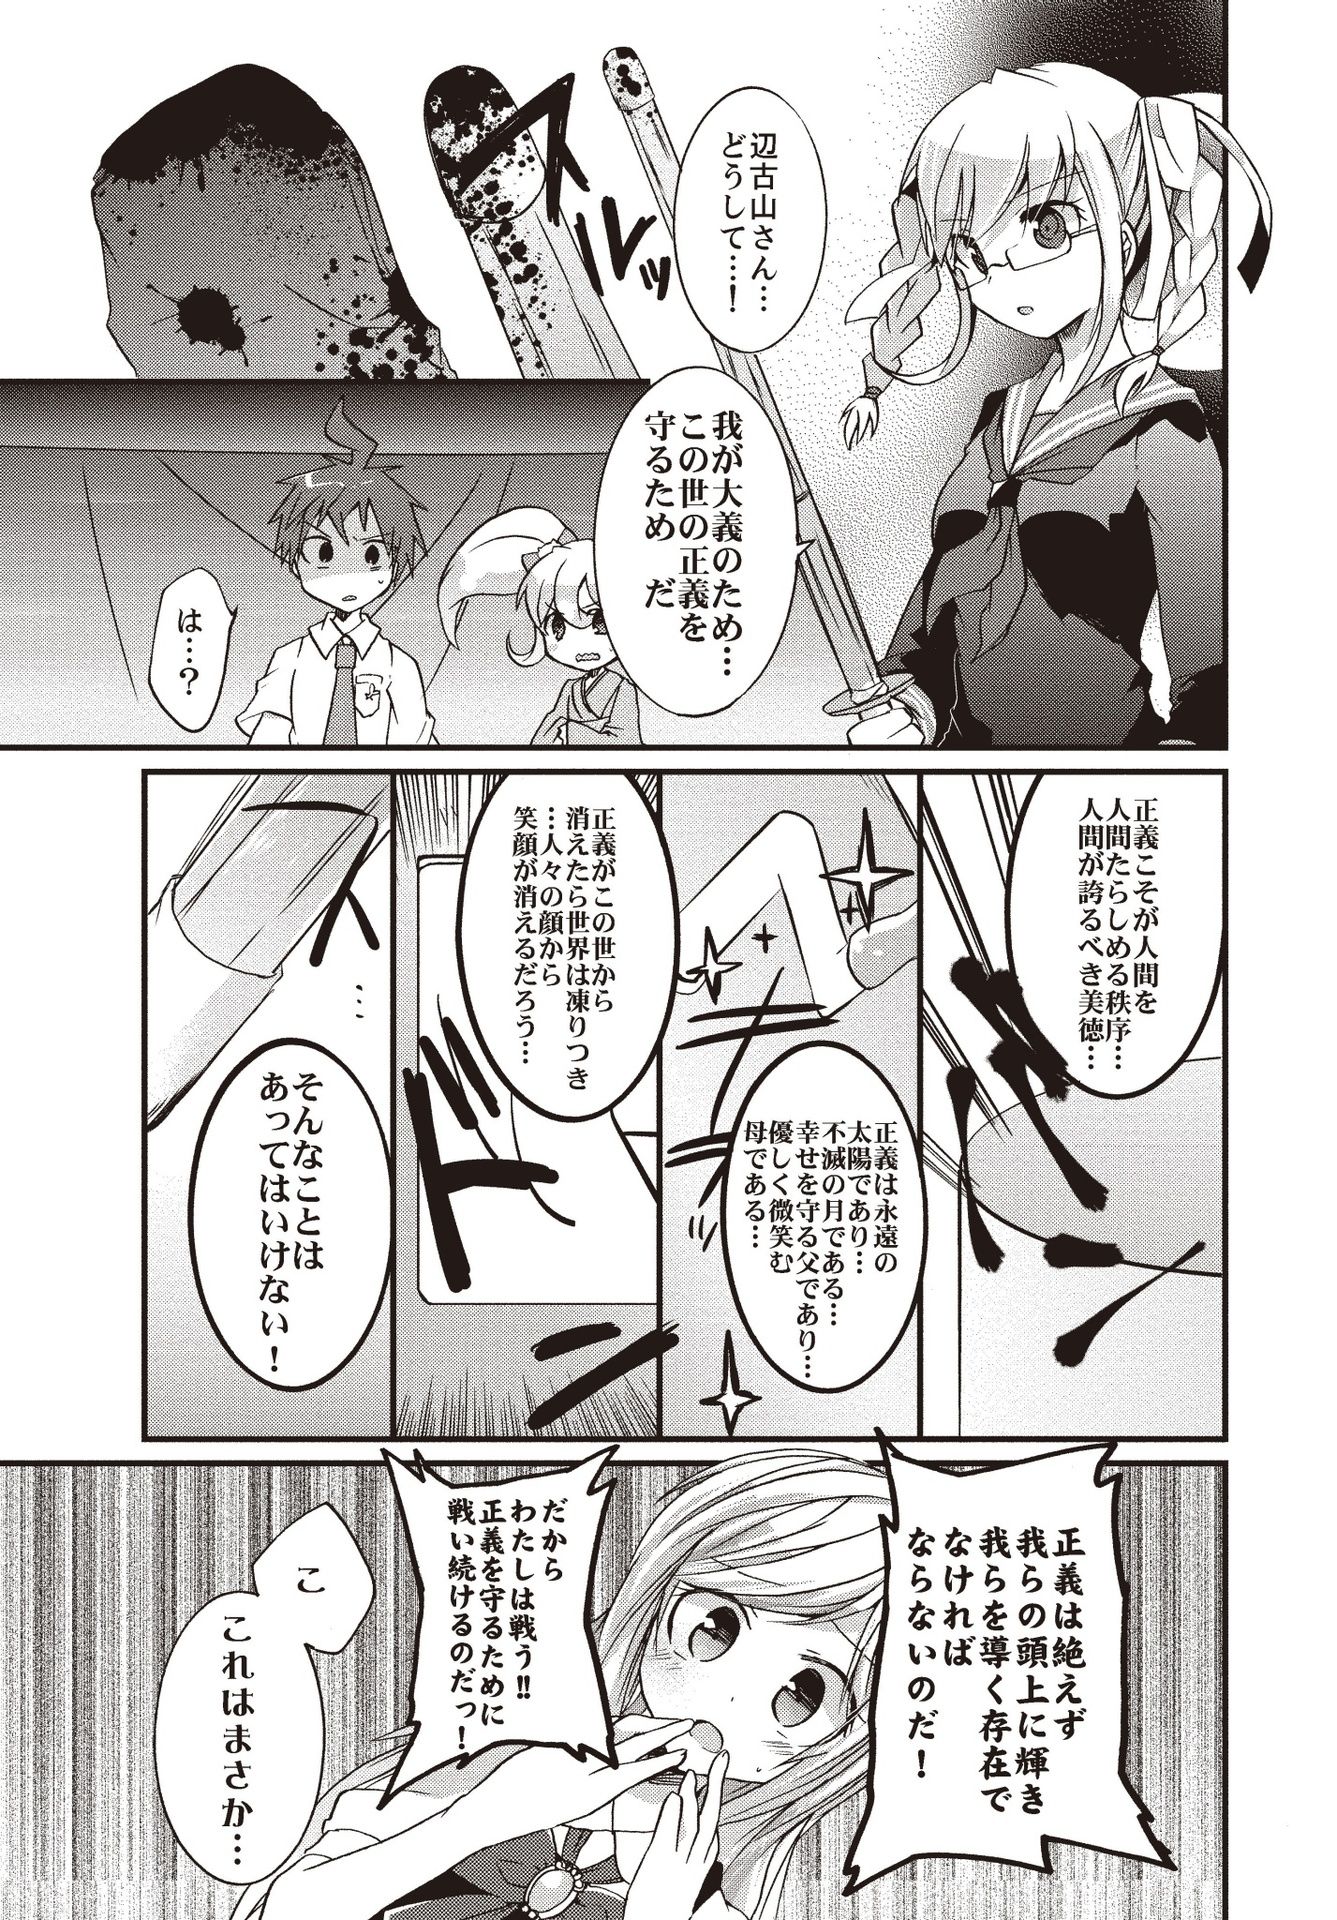 辺古山さん…
どうして…！
ズルッ
我が大義のため…
この世の正義を
守るため
だ
は…？
正義こそが人間を
人間たらしめる秩序…
人間が誇るべき美徳…
正義は永遠の
太陽であり…
不滅の月である…
幸せを守る父であり…
優しく微笑む
母である…
正義がこの世から
消えたら世界は凍りつき
…人々の顔から
笑顔が消えるだろう…
そんなことは
あってはいけない！
正義は絶えず
我らの頭上に輝き
我らを導く存在で
なければ
ならないのだ！
だから
わたしは戦う!!
正義を守るために
戦い続けるのだっ！
こ
これはまさか…